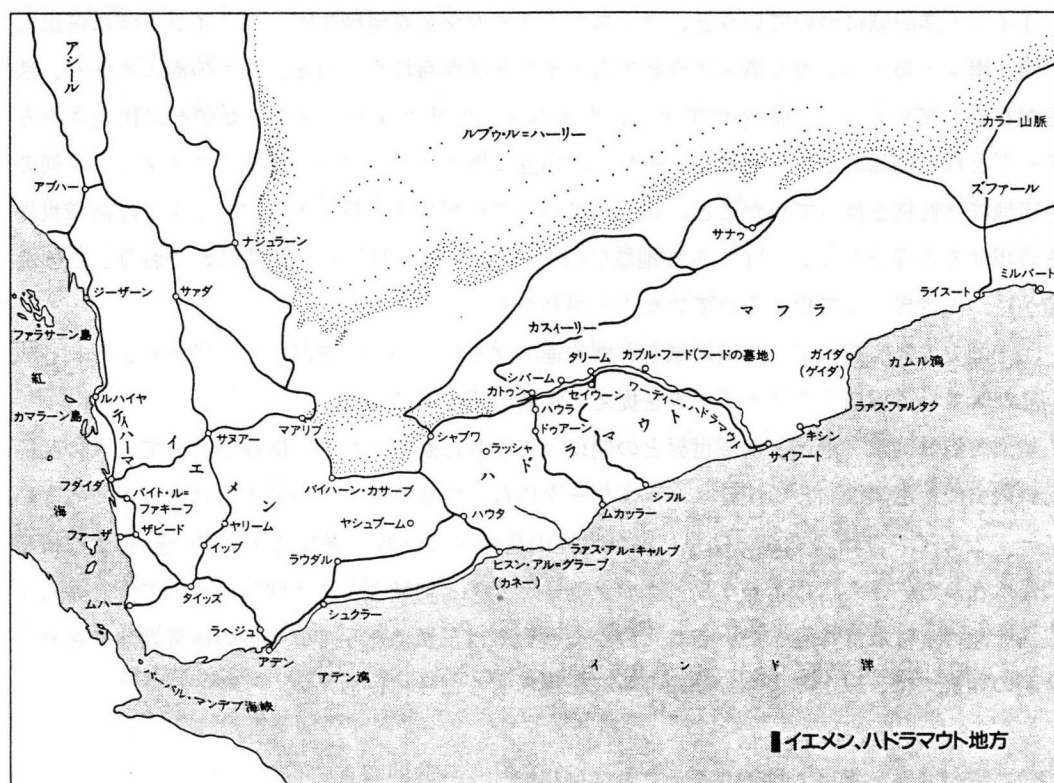 アシール
ルブゥ・ル=ハーリー
カラー山脈
アブハー
ズファール
サナゥ
ナジュラーン
ミルバート
ジーザーン
サァダ
ライスート
マフラ
ファラサーン島
カスィーリー
紅海
タリーム
カブル・フード(フードの墓地)
ガイダ
(ゲイダ)
カムル湾
シバーム
カトゥン
セイウーン
ワーディー・ハドラマウト
ルハイヤ
カマラーン島
ティハーマ
マアリブ
ハウラ
ドゥアーン
ラァス・ファルタク
サヌアー
シャブワ
キシン
イエメン
ラッシャド
ハドラマウト
サイフート
フダイダ
バイハーン・カサーブ
シフル
バイト・ル=
ファキーフ
ムカッラー
ヤシュブーム
ハウタ
ファーザ
ザビード
ヤリーム
イッブ
ラァス・アル=キャルブ
ラウダル
ヒスン・アル=グラーブ
(カネー)
タイッズ
ムハー
シュクラー
ラヘジュ
アデン
アデン湾
インド洋
バーバル・マンデブ海峡
イエメン、ハドラマウト地方